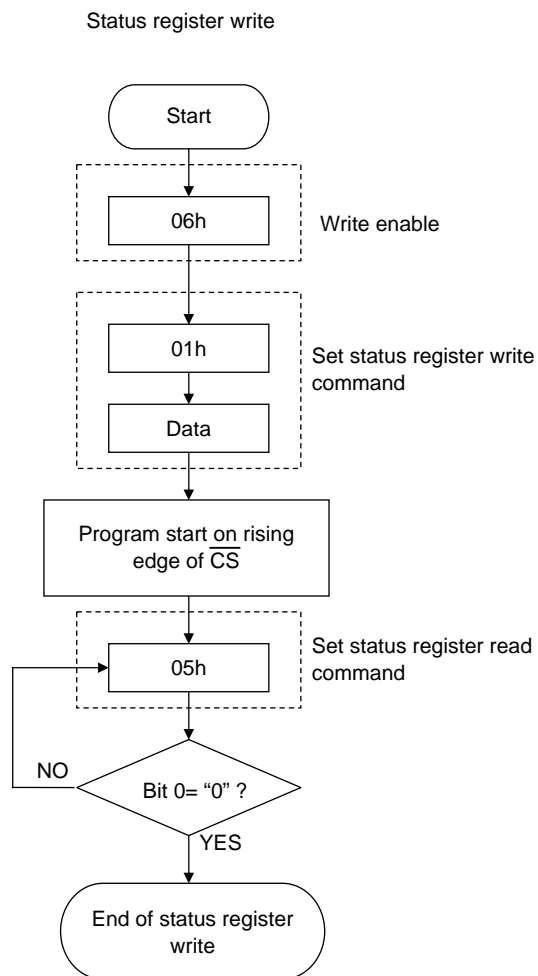 Status register write
Start
06h
Write enable
01h
Set status register write
command
Data
Program start on rising
edge of C̅S̅
05h
Set status register read
command
NO
Bit 0= “0” ?
YES
End of status register
write